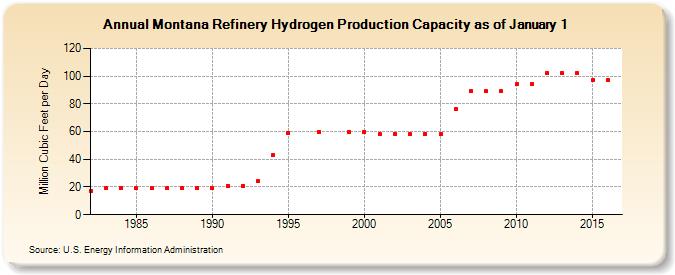 Annual Montana Refinery Hydrogen Production Capacity as of January 1
Million Cubic Feet per Day
120
100
80
60
40
20
0
1985 1990 1995 2000 2005 2010 2015
Source: U.S. Energy Information Administration